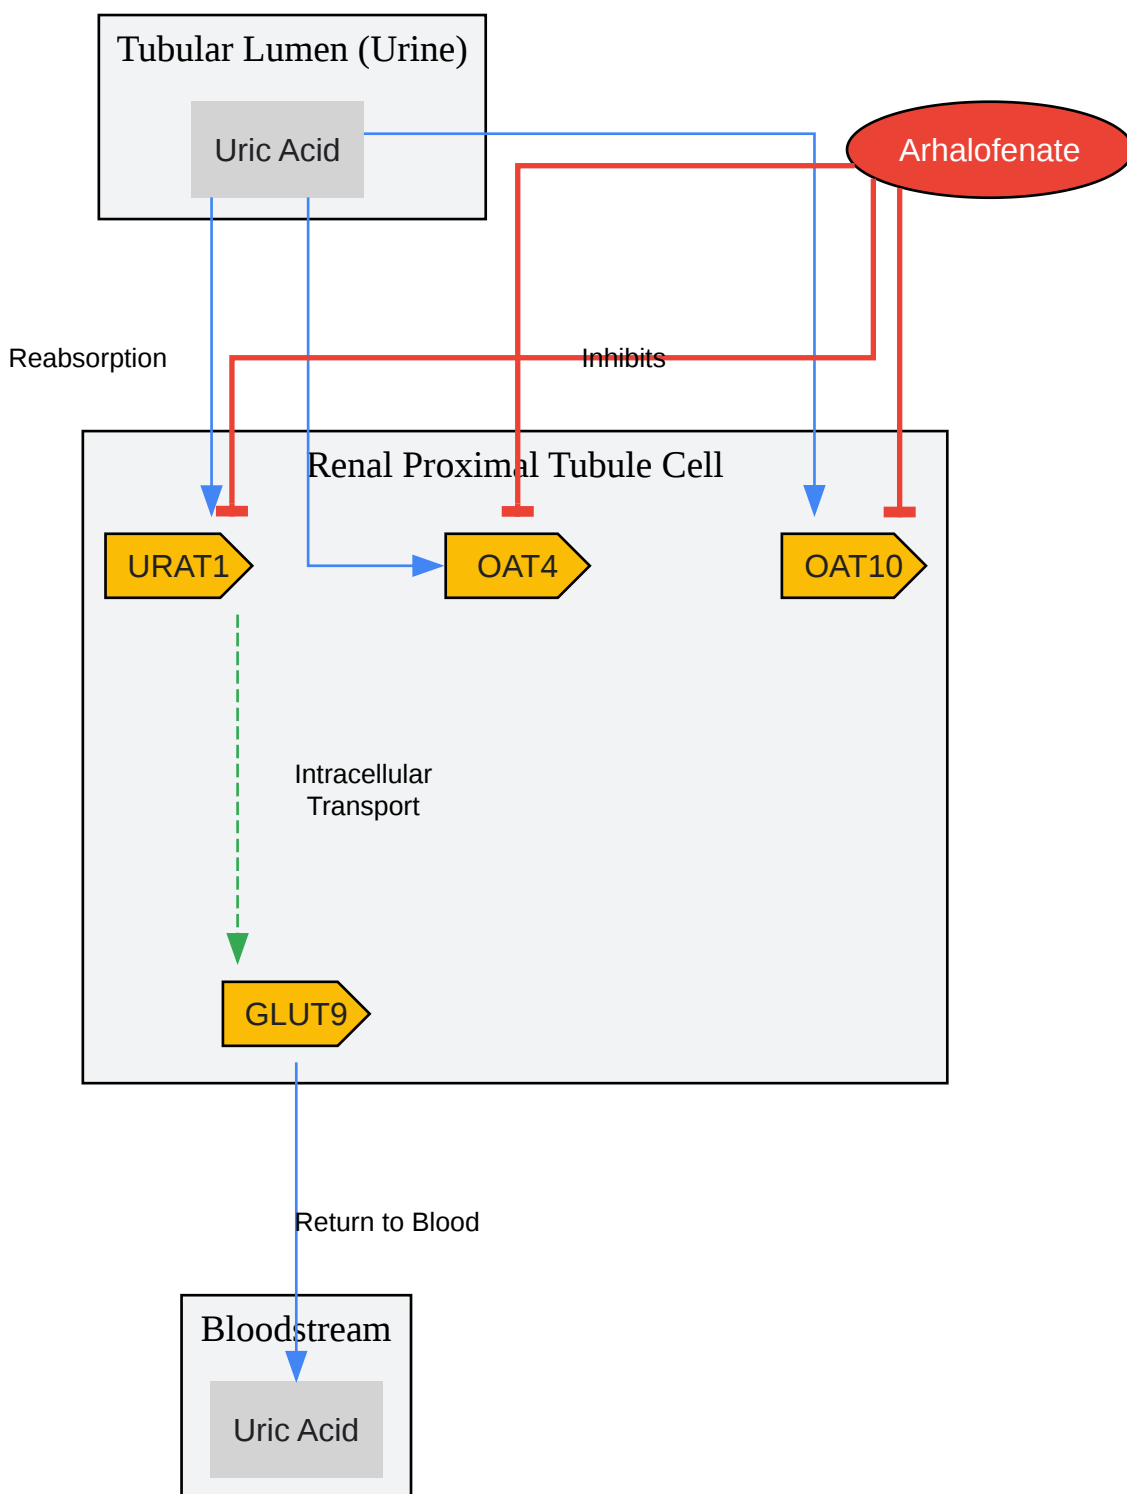 Tubular Lumen (Urine)
Uric Acid
Arhalofenate
Reabsorption
Inhibits
Renal Proximal Tubule Cell
URAT1
OAT4
OAT10
Intracellular
Transport
GLUT9
Return to Blood
Bloodstream
Uric Acid